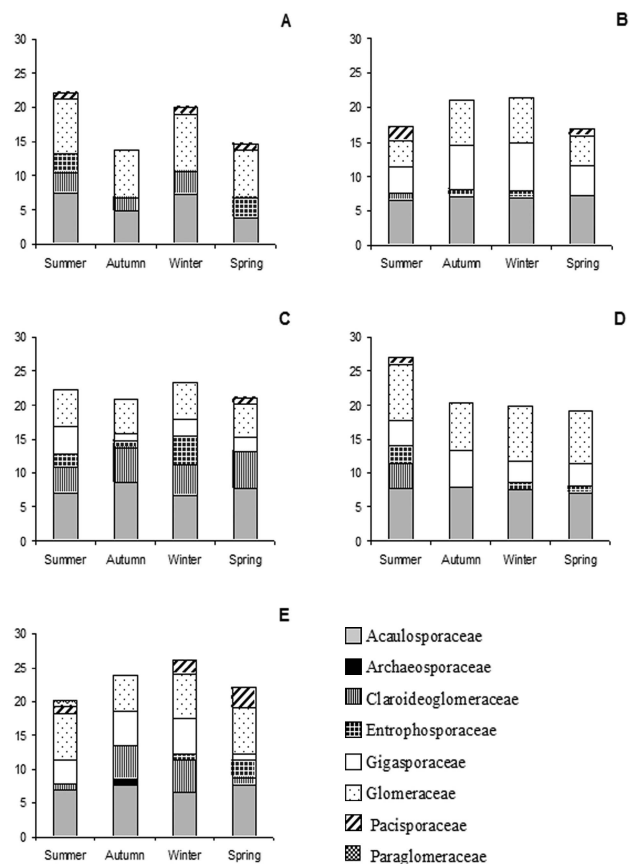 A
30
25
20
15
10
5
0
Summer Autumn Winter Spring
B
30
25
20
15
10
5
0
Summer Autumn Winter Spring
C
30
25
20
15
10
5
0
Summer Autumn Winter Spring
D
30
25
20
15
10
5
0
Summer Autumn Winter Spring
E
30
25
20
15
10
5
0
Summer Autumn Winter Spring
Acaulosporaceae
Archaeosporaceae
Claroideoglomeraceae
Entrophosporaceae
Gigasporaceae
Glomeraceae
Pacisporaceae
Paraglomeraceae